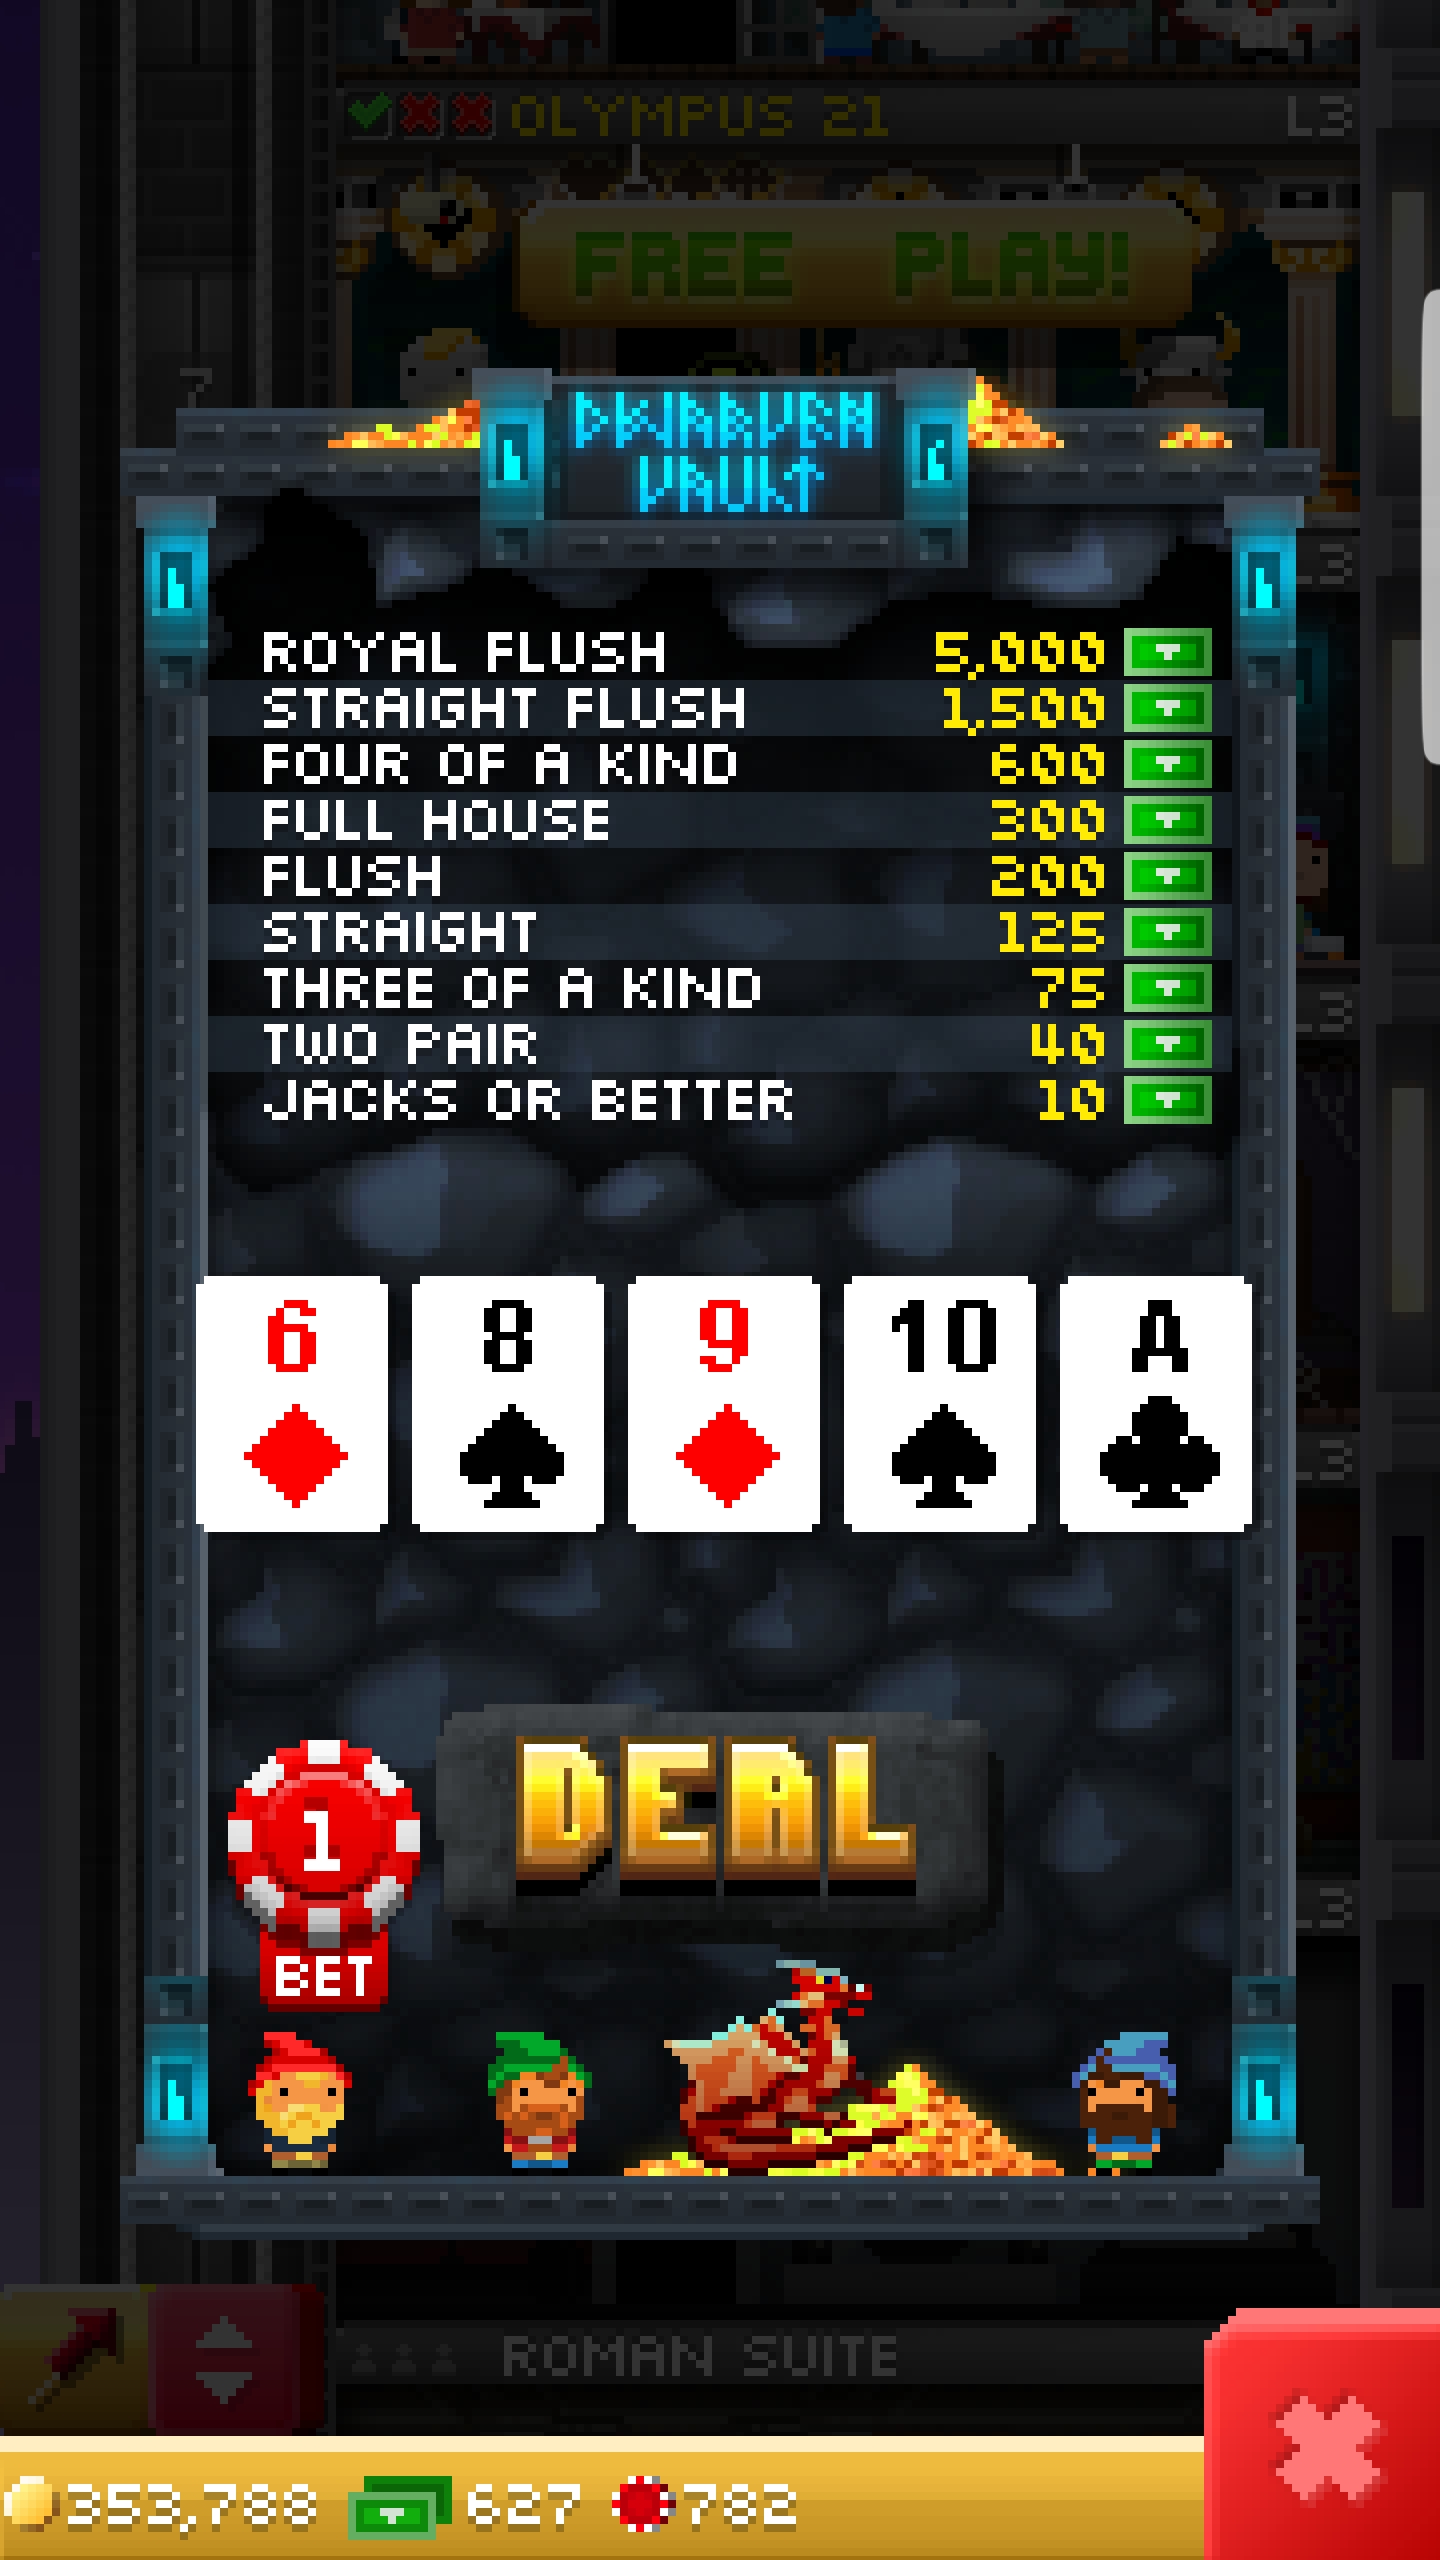 OLYMPUS 21 L3
FREE PLAY!
DWARVEN
VAULT
ROYAL FLUSH 5,000
STRAIGHT FLUSH 1,500
FOUR OF A KIND 600
FULL HOUSE 300
FLUSH 200
STRAIGHT 125
THREE OF A KIND 75
TWO PAIR 40
JACKS OR BETTER 10
6 8 9 10 A
DEAL
1
BET
ROMAN SUITE
353,788 627 782